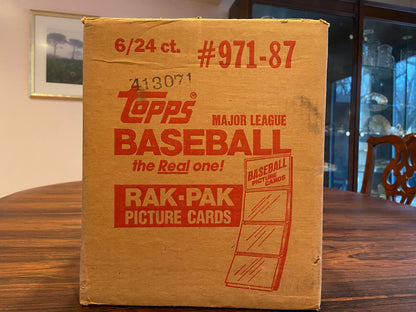 6/24 ct. #971-87
413071
Topps® MAJOR LEAGUE
BASEBALL
the Real one!
BASEBALL
PICTURE CARDS
RAK-PAK
PICTURE CARDS